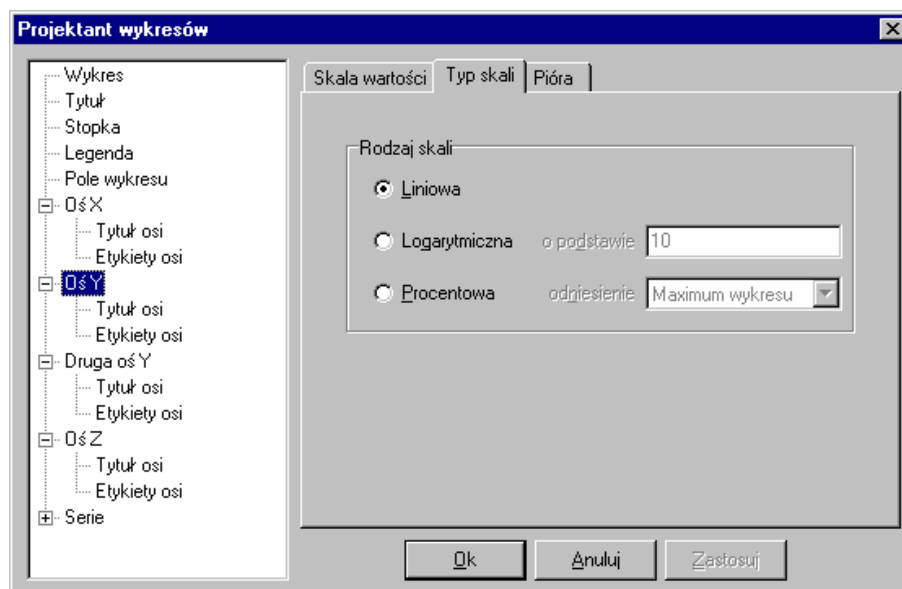 Projektant wykresów
Wykres
Tytuł
Stopka
Legenda
Pole wykresu
Oś X
Tytuł osi
Etykiety osi
Oś Y
Tytuł osi
Etykiety osi
Druga oś Y
Tytuł osi
Etykiety osi
Oś Z
Tytuł osi
Etykiety osi
Serie
Skala wartości Typ skali Pióra
Rodzaj skali
Liniowa
Logarytmiczna o podstawie 10
Procentowa odniesienie Maximum wykresu
Ok Anuluj Zastosuj